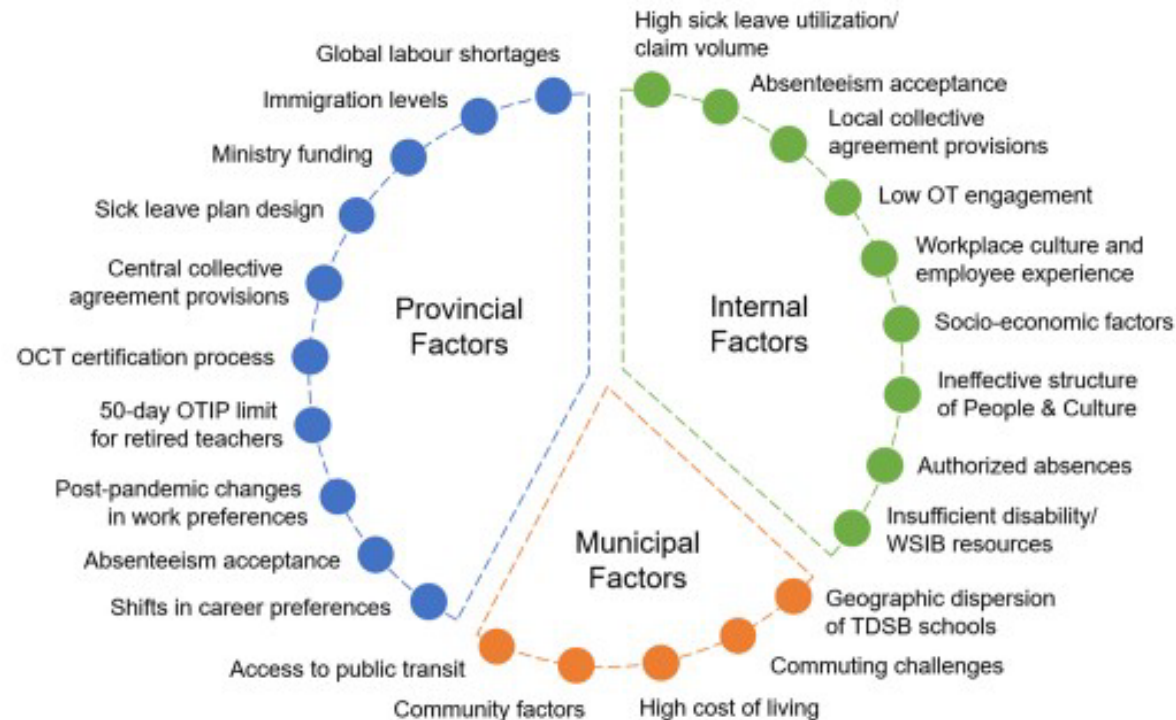 High sick leave utilization/
claim volume
Global labour shortages
Absenteeism acceptance
Immigration levels
Local collective
agreement provisions
Ministry funding
Low OT engagement
Sick leave plan design
Workplace culture and
employee experience
Central collective
agreement provisions
Provincial
Factors
Internal
Factors
Socio-economic factors
OCT certification process
Ineffective structure
of People & Culture
50-day OTIP limit
for retired teachers
Authorized absences
Post-pandemic changes
in work preferences
Insufficient disability/
WSIB resources
Municipal
Factors
Absenteeism acceptance
Shifts in career preferences
Geographic dispersion
of TDSB schools
Access to public transit
Commuting challenges
Community factors
High cost of living